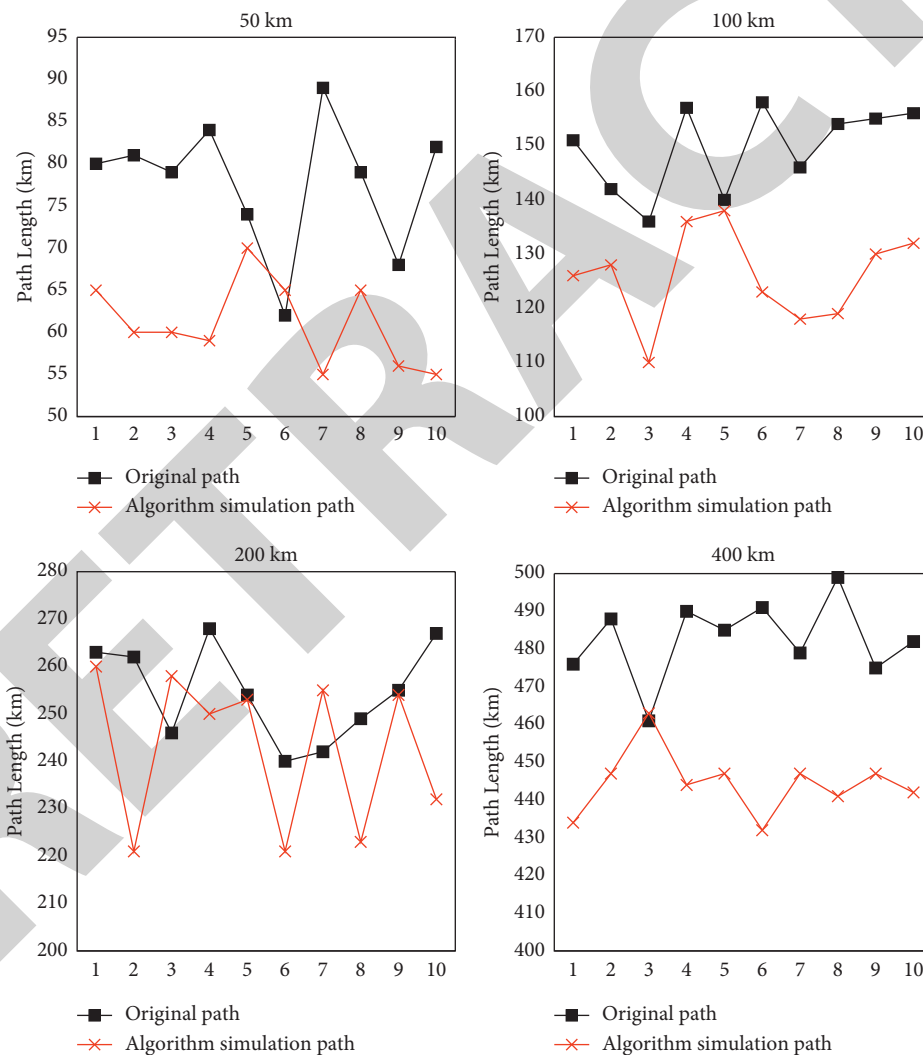 50 km
95
90
85
80
75
70
65
60
55
50
Path Length (km)
1 2 3 4 5 6 7 8 9 10
Original path
Algorithm simulation path
100 km
170
160
150
140
130
120
110
100
Path Length (km)
1 2 3 4 5 6 7 8 9 10
Original path
Algorithm simulation path
200 km
280
270
260
250
240
230
220
210
200
Path Length (km)
1 2 3 4 5 6 7 8 9 10
Original path
Algorithm simulation path
400 km
500
490
480
470
460
450
440
430
420
410
400
Path Length (km)
1 2 3 4 5 6 7 8 9 10
Original path
Algorithm simulation path
RETRAC